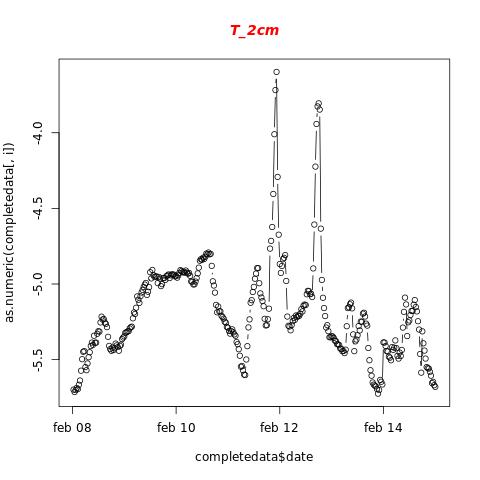 T_2cm
as.numeric(completedata[, i])
-4.0
-4.5
-5.0
-5.5
feb 08
feb 10
feb 12
feb 14
completedata$date